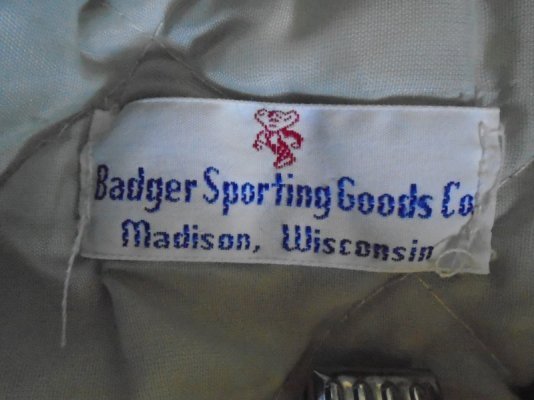 Badger Sporting Goods Co
Madison, Wisconsin